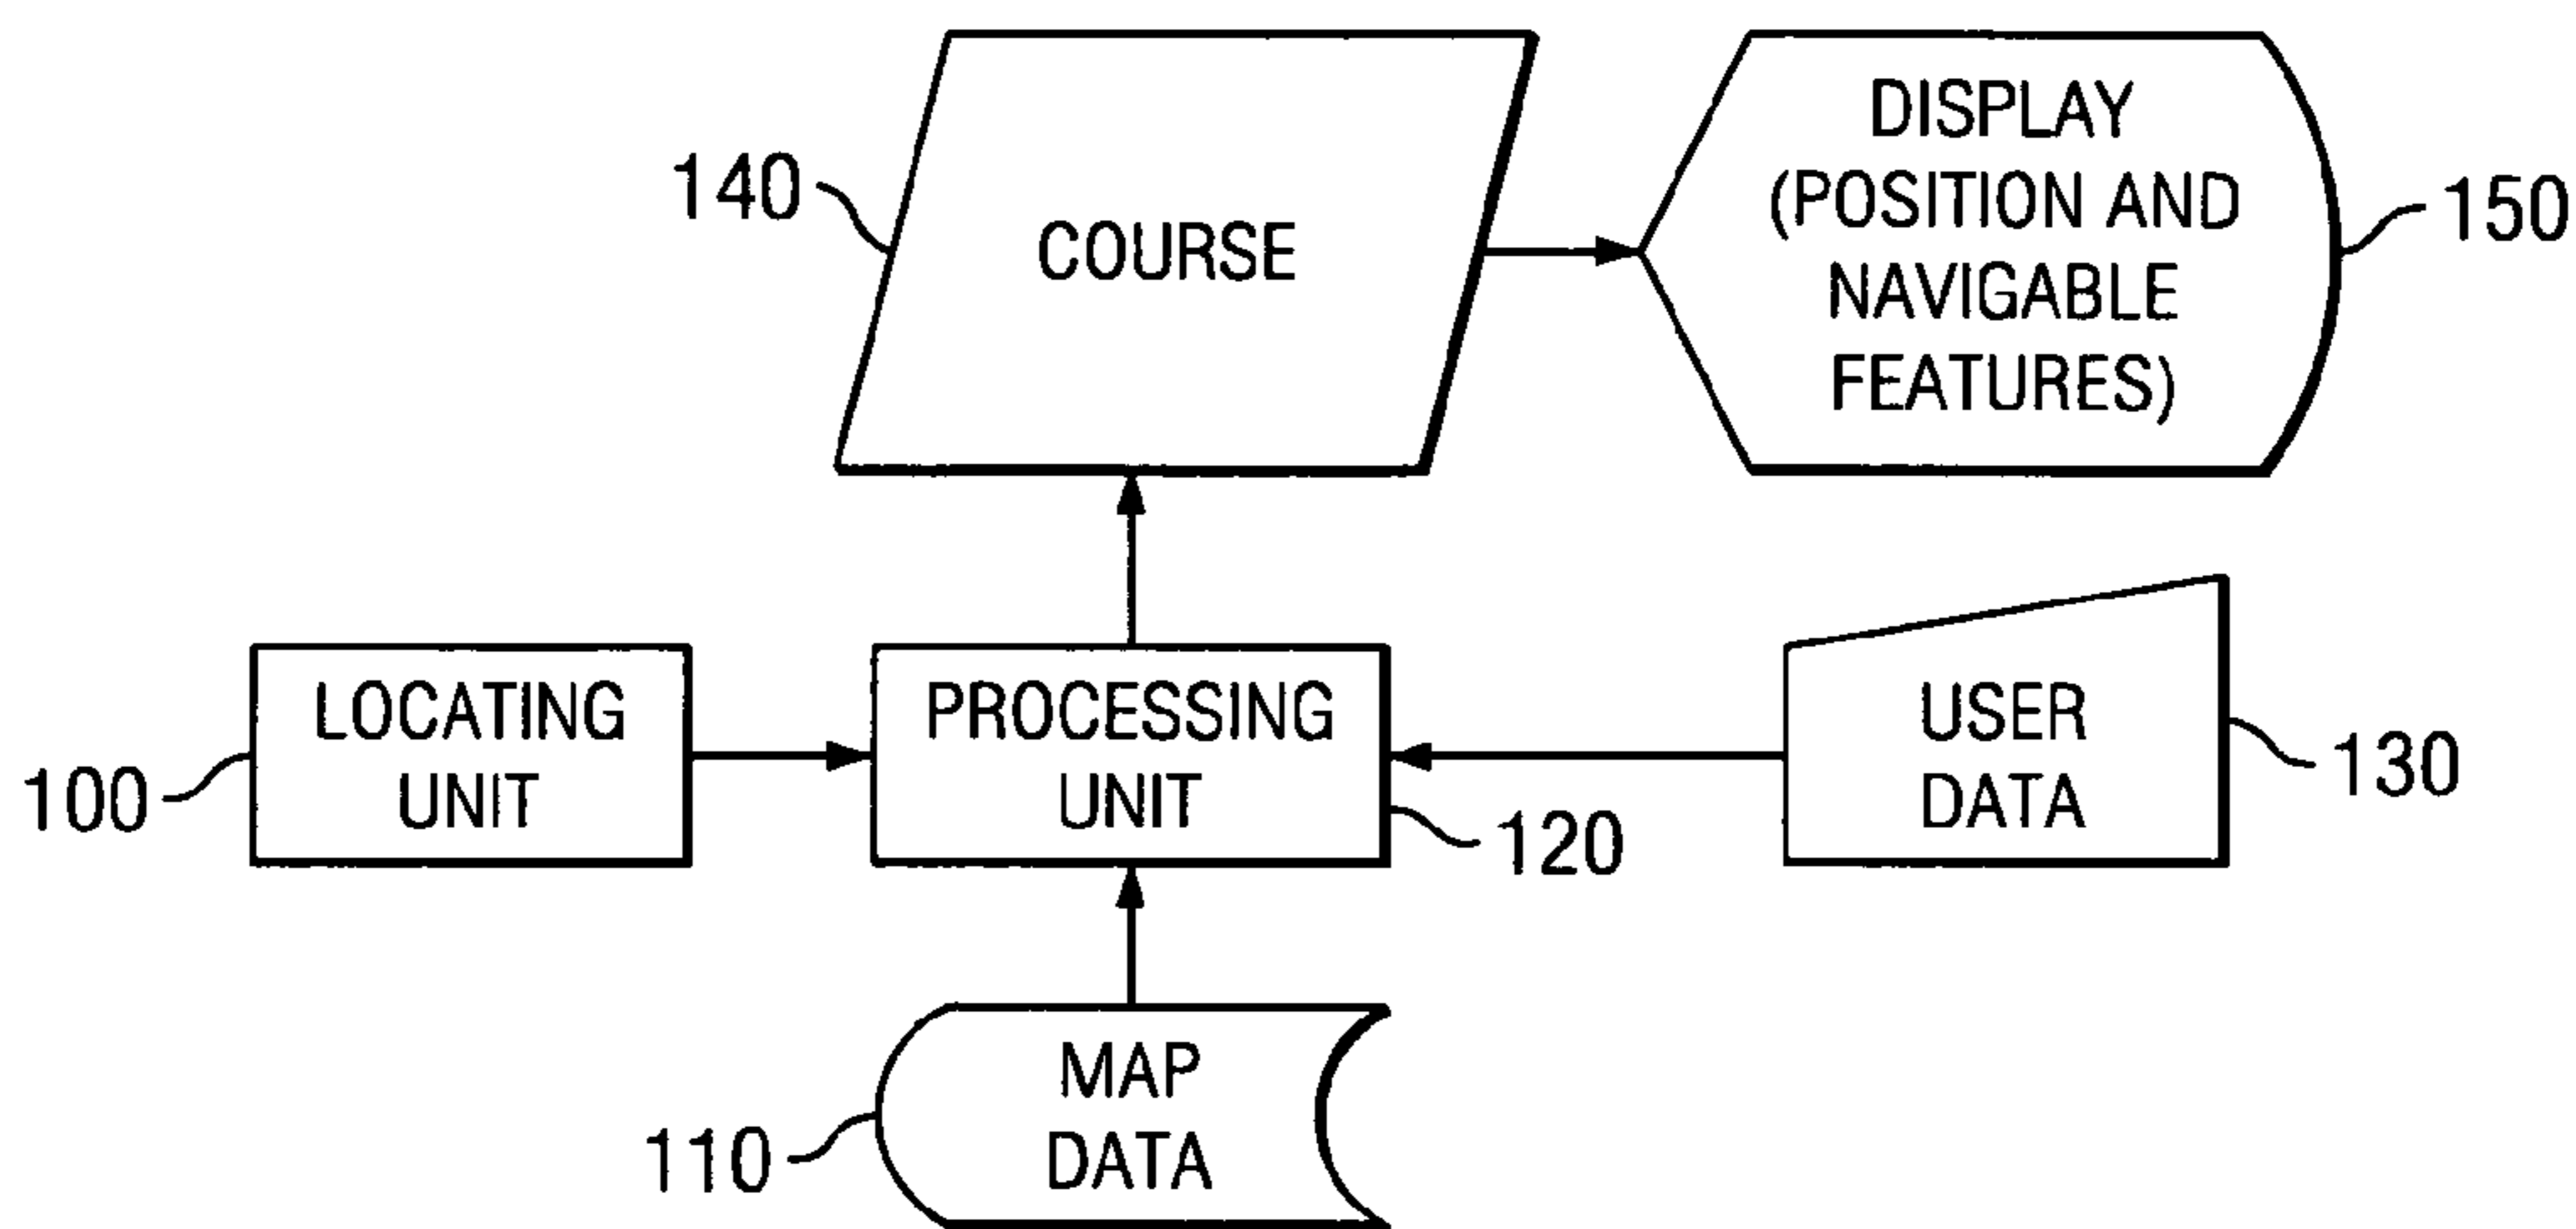 140
COURSE
DISPLAY
(POSITION AND
NAVIGABLE
FEATURES)
150
100
LOCATING
UNIT
PROCESSING
UNIT
120
USER
DATA
130
110
MAP
DATA